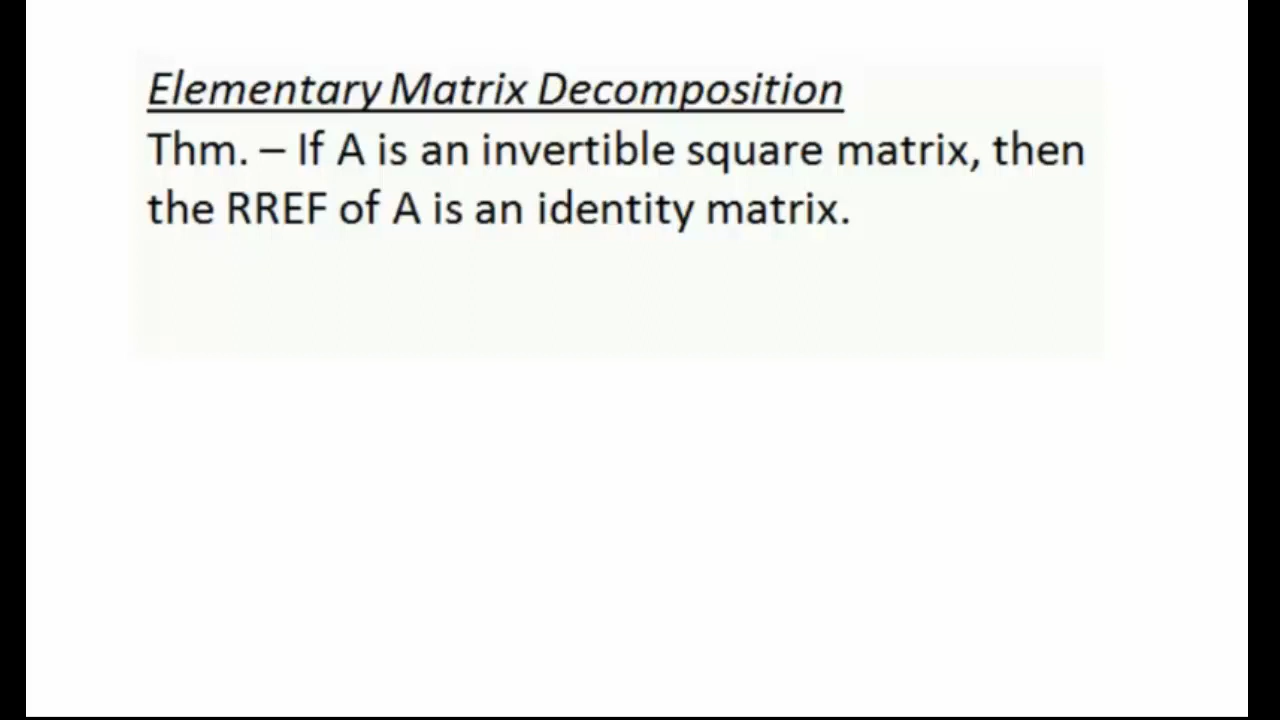 Elementary Matrix Decomposition
Thm. – If A is an invertible square matrix, then
the RREF of A is an identity matrix.